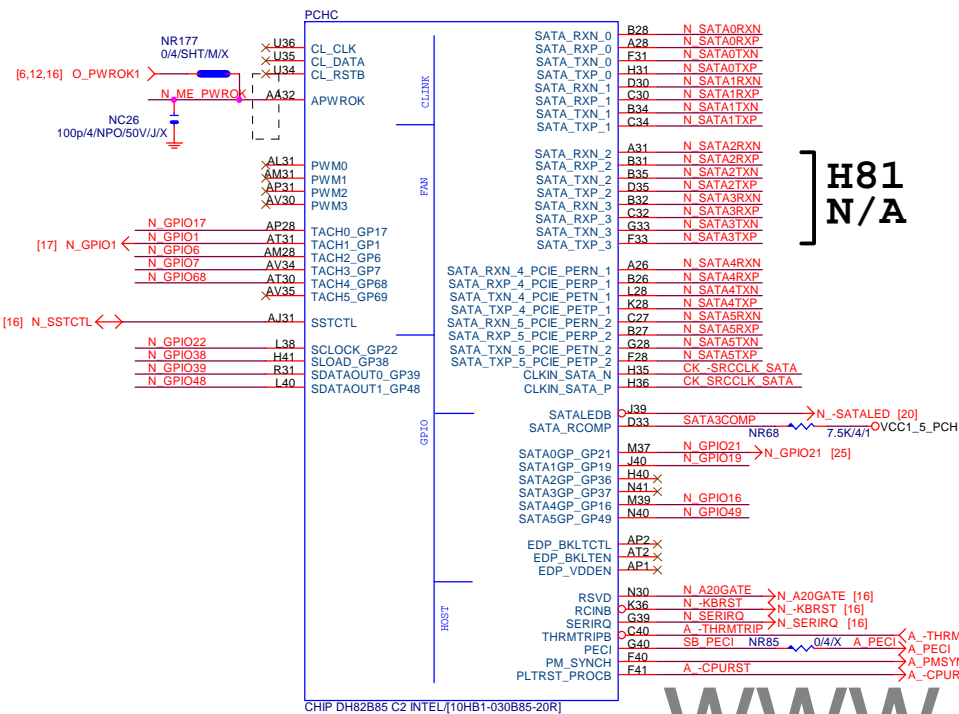 PCHC
NR177
0/4/SHT/M/X
[6,12,16] O_PWROK1
N_ME_PWROK
NC26
100p/4/NPO/50V/J/X
U36 CL_CLK
U35 CL_DATA
U34 CL_RSTB
AA32 APWROK
CLINK
AL31 PWM0
AM31 PWM1
AP31 PWM2
AV30 PWM3
FAN
N_GPIO17 AP28 TACH0_GP17
[17] N_GPIO1 N_GPIO1 AT31 TACH1_GP1
N_GPIO6 AM28 TACH2_GP6
N_GPIO7 AV34 TACH3_GP7
N_GPIO68 AT30 TACH4_GP68
AV35 TACH5_GP69
[16] N_SSTCTL AJ31 SSTCTL
N_GPIO22 L38 SCLOCK_GP22
N_GPIO38 H41 SLOAD_GP38
N_GPIO39 R31 SDATAOUT0_GP39
N_GPIO48 L40 SDATAOUT1_GP48
GPIO
HOST
SATA_RXN_0 B28 N_SATA0RXN
SATA_RXP_0 A28 N_SATA0RXP
SATA_TXN_0 F31 N_SATA0TXN
SATA_TXP_0 H31 N_SATA0TXP
SATA_RXN_1 D30 N_SATA1RXN
SATA_RXP_1 C30 N_SATA1RXP
SATA_TXN_1 B34 N_SATA1TXN
SATA_TXP_1 C34 N_SATA1TXP
SATA_RXN_2 A31 N_SATA2RXN
SATA_RXP_2 B31 N_SATA2RXP
SATA_TXN_2 B35 N_SATA2TXN
SATA_TXP_2 D35 N_SATA2TXP
SATA_RXN_3 B32 N_SATA3RXN
SATA_RXP_3 C32 N_SATA3RXP
SATA_TXN_3 G33 N_SATA3TXN
SATA_TXP_3 F33 N_SATA3TXP
H81
N/A
SATA_RXN_4_PCIE_PERN_1 A26 N_SATA4RXN
SATA_RXP_4_PCIE_PERP_1 B26 N_SATA4RXP
SATA_TXN_4_PCIE_PETN_1 L28 N_SATA4TXN
SATA_TXP_4_PCIE_PETP_1 K28 N_SATA4TXP
SATA_RXN_5_PCIE_PERN_2 C27 N_SATA5RXN
SATA_RXP_5_PCIE_PERP_2 B27 N_SATA5RXP
SATA_TXN_5_PCIE_PETN_2 G28 N_SATA5TXN
SATA_TXP_5_PCIE_PETP_2 F28 N_SATA5TXP
CLKIN_SATA_N H35 CK_-SRCCLK_SATA
CLKIN_SATA_P H36 CK_SRCCLK_SATA
SATALEDB J39 N_-SATALED [20]
SATA_RCOMP D33 SATA3COMP NR68 7.5K/4/1 VCC1_5_PCH
SATA0GP_GP21 M37 N_GPIO21 N_GPIO21 [25]
SATA1GP_GP19 J40 N_GPIO19
SATA2GP_GP36 H40
SATA3GP_GP37 N41
SATA4GP_GP16 M39 N_GPIO16
SATA5GP_GP49 N40 N_GPIO49
EDP_BKLTCTL AP2
EDP_BKLTEN AT2
EDP_VDDEN AP1
RSVD N30 N_A20GATE N_A20GATE [16]
RCINB K36 N_-KBRST N_-KBRST [16]
SERIRQ G39 N_SERIRQ N_SERIRQ [16]
THRMTRIPB C40 A_-THRMTRIP A_-THRM
PECI G40 SB_PECI NR85 0/4/X A_PECI A_PECI
PM_SYNCH F40 A_PMSYN
PLTRST_PROCB F41 A_-CPURST A_-CPUR
CHIP DH82B85 C2 INTEL/[10HB1-030B85-20R]
WWW